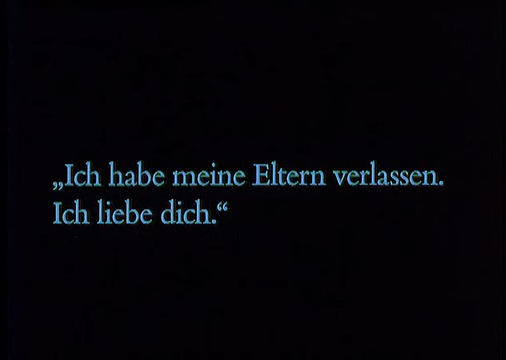 „Ich habe meine Eltern verlassen.
Ich liebe dich.“